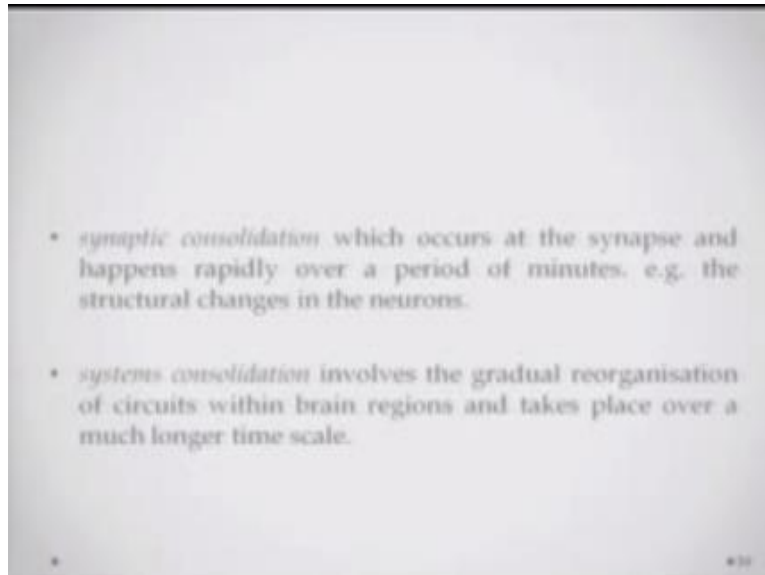 • synaptic consolidation which occurs at the synapse and
happens rapidly over a period of minutes. e.g. the
structural changes in the neurons.
• systems consolidation involves the gradual reorganisation
of circuits within brain regions and takes place over a
much longer time scale.